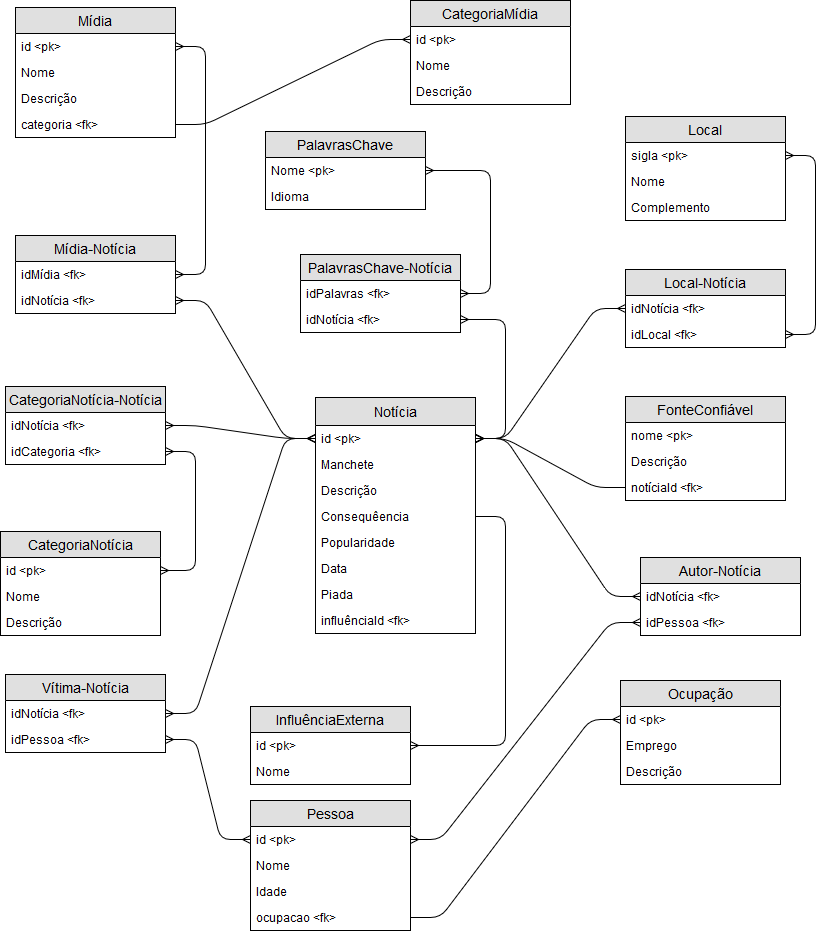 Mídia
id <pk>
Nome
Descrição
categoria <fk>
CategoriaMídia
id <pk>
Nome
Descrição
PalavrasChave
Nome <pk>
Idioma
Local
sigla <pk>
Nome
Complemento
Mídia-Notícia
idMídia <fk>
idNotícia <fk>
PalavrasChave-Notícia
idPalavras <fk>
idNotícia <fk>
Local-Notícia
idNotícia <fk>
idLocal <fk>
CategoriaNotícia-Notícia
idNotícia <fk>
idCategoria <fk>
Notícia
id <pk>
Manchete
Descrição
Consequêencia
Popularidade
Data
Piada
influênciaId <fk>
FonteConfiável
nome <pk>
Descrição
notíciaId <fk>
CategoriaNotícia
id <pk>
Nome
Descrição
Autor-Notícia
idNotícia <fk>
idPessoa <fk>
Vítima-Notícia
idNotícia <fk>
idPessoa <fk>
InfluênciaExterna
id <pk>
Nome
Ocupação
id <pk>
Emprego
Descrição
Pessoa
id <pk>
Nome
Idade
ocupacao <fk>